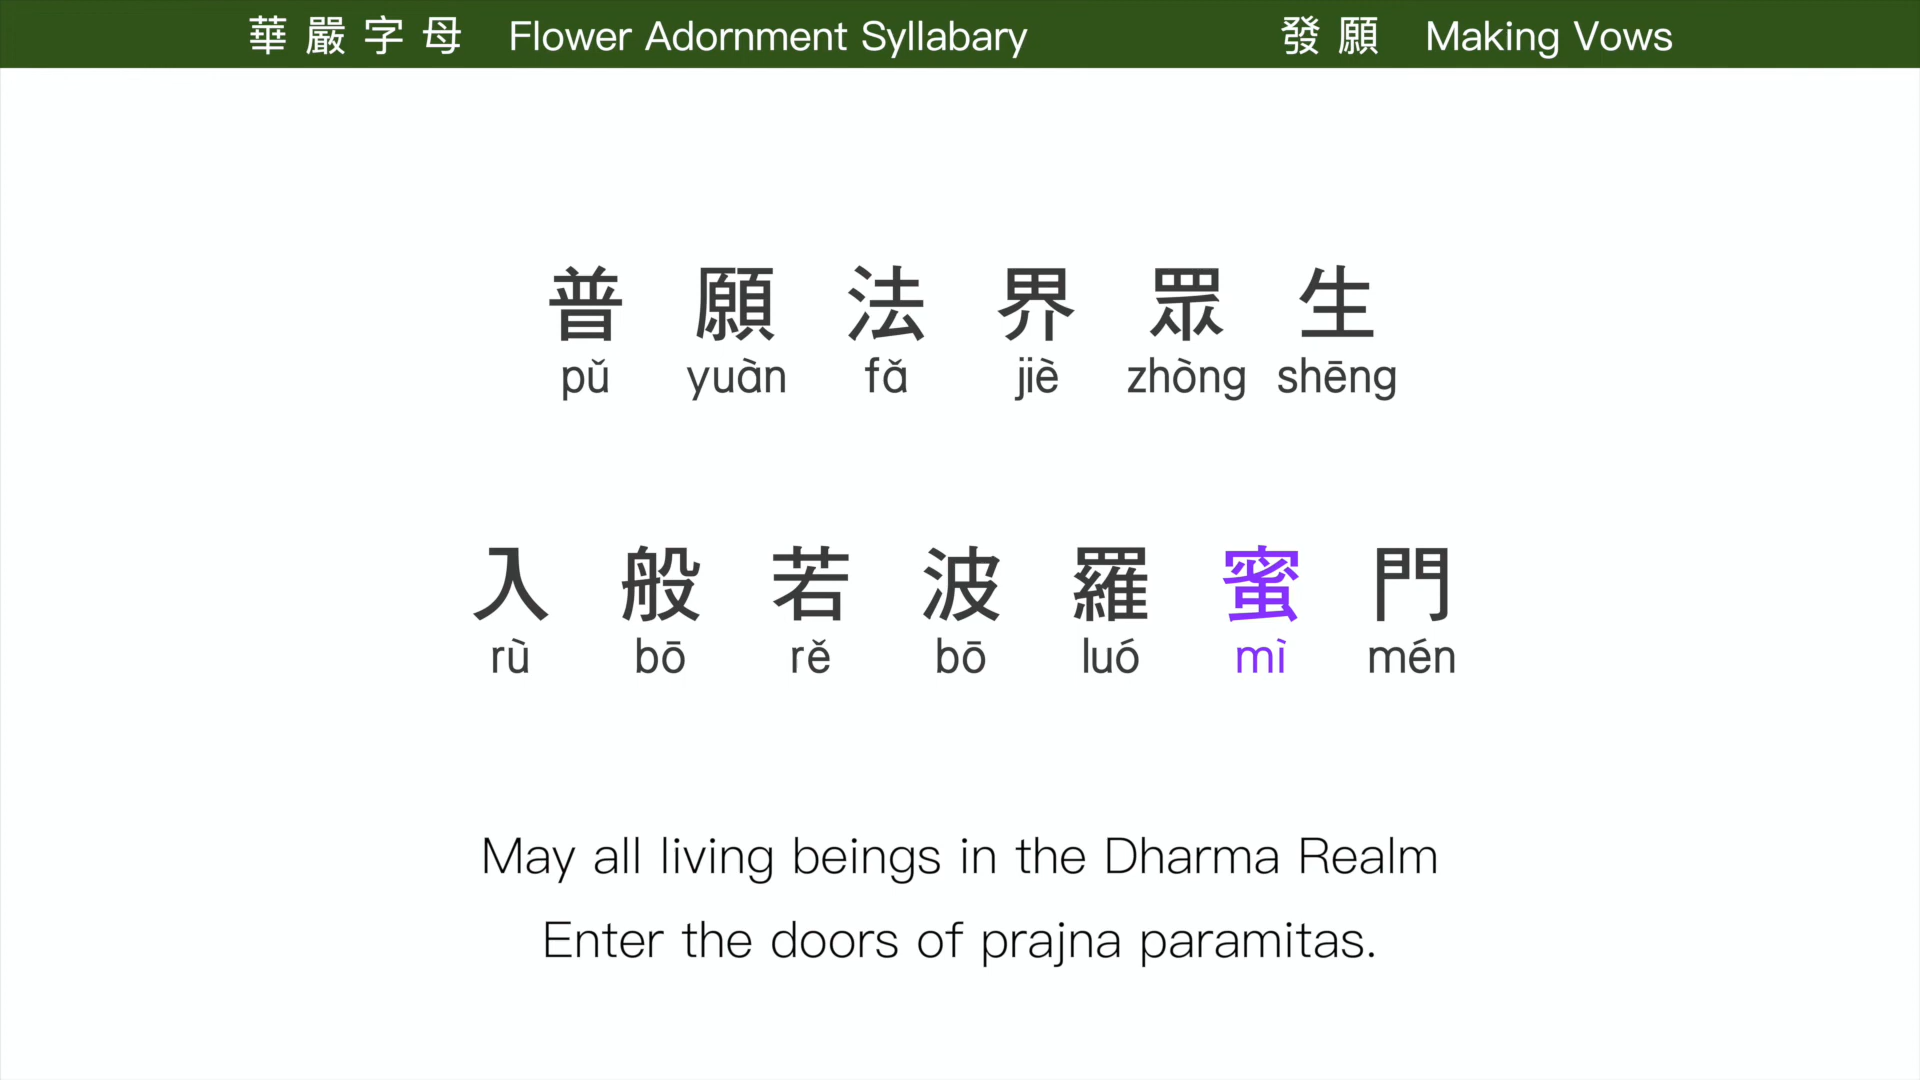 華嚴字母 Flower Adornment Syllabary 發願 Making Vows
普願法界眾生
pǔ yuàn fǎ jiè zhòng shēng
入般若波羅蜜門
rù bō rě bō luó mì mén
May all living beings in the Dharma Realm
Enter the doors of prajna paramitas.